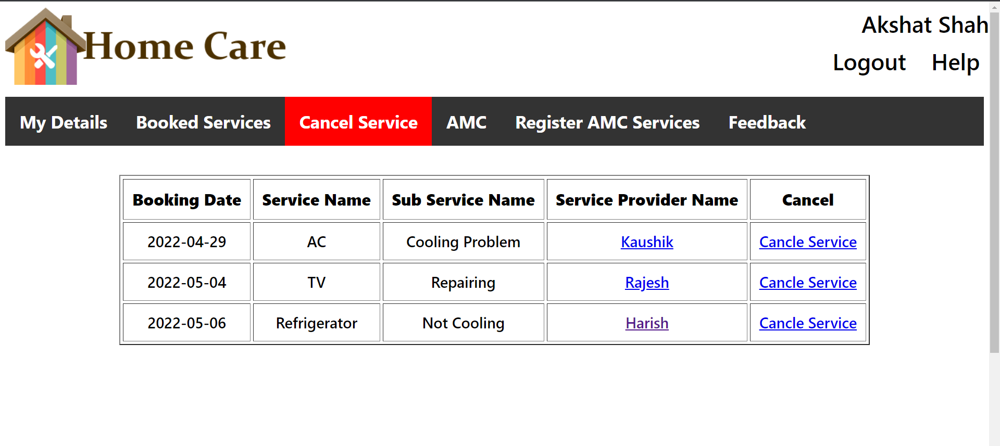 Home Care
Akshat Shah
Logout Help
My Details Booked Services Cancel Service AMC Register AMC Services Feedback
Booking Date Service Name Sub Service Name Service Provider Name Cancel
2022-04-29 AC Cooling Problem Kaushik Cancle Service
2022-05-04 TV Repairing Rajesh Cancle Service
2022-05-06 Refrigerator Not Cooling Harish Cancle Service